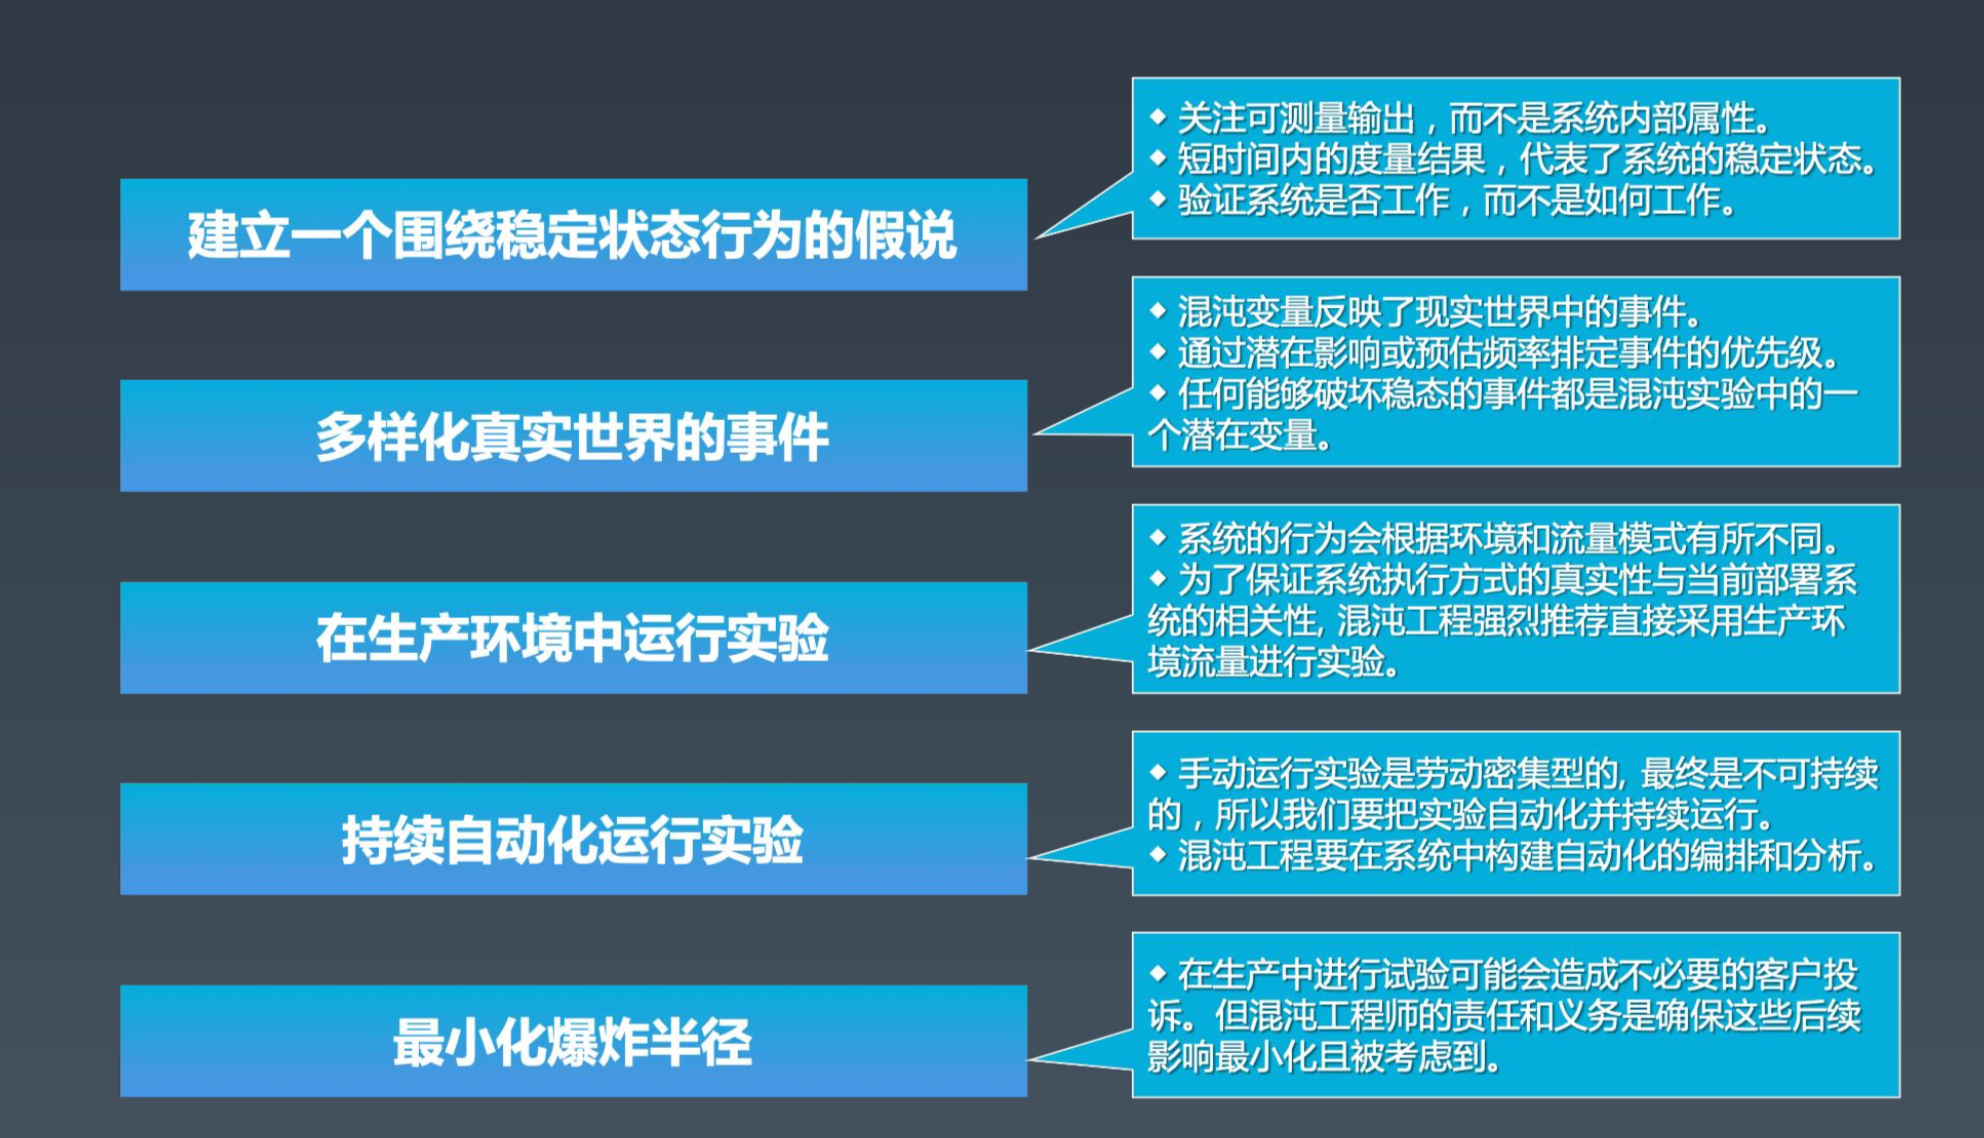 建立一个围绕稳定状态行为的假说
◆ 关注可测量输出，而不是系统内部属性。
◆ 短时间内的度量结果，代表了系统的稳定状态。
◆ 验证系统是否工作，而不是如何工作。
多样化真实世界的事件
◆ 混沌变量反映了现实世界中的事件。
◆ 通过潜在影响或预估频率排定事件的优先级。
◆ 任何能够破坏稳态的事件都是混沌实验中的一
个潜在变量。
在生产环境中运行实验
◆ 系统的行为会根据环境和流量模式有所不同。
◆ 为了保证系统执行方式的真实性与当前部署系
统的相关性, 混沌工程强烈推荐直接采用生产环
境流量进行实验。
持续自动化运行实验
◆ 手动运行实验是劳动密集型的, 最终是不可持续
的，所以我们要把实验自动化并持续运行。
◆ 混沌工程要在系统中构建自动化的编排和分析。
最小化爆炸半径
◆ 在生产中进行试验可能会造成不必要的客户投
诉。但混沌工程师的责任和义务是确保这些后续
影响最小化且被考虑到。